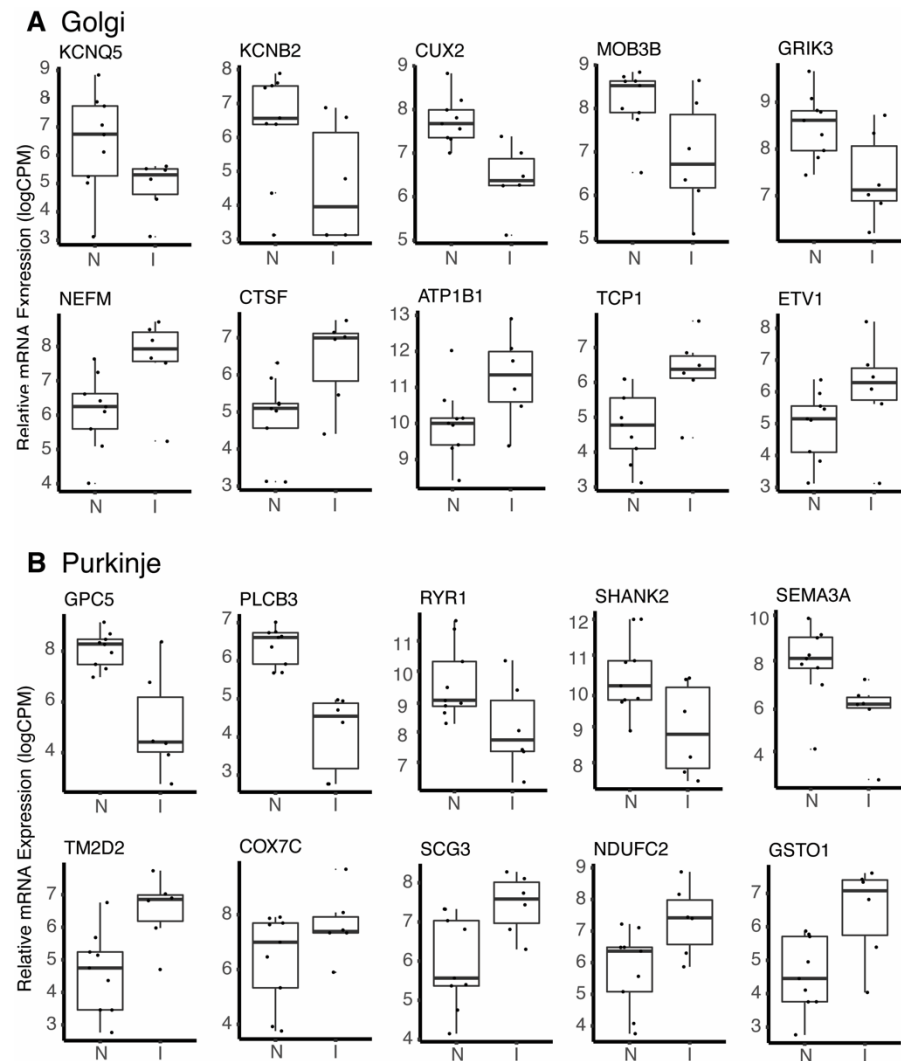 A Golgi
KCNQ5 KCNB2 CUX2 MOB3B GRIK3
9 8 7 6 5 4 3
8 7 6 5 4 3
9 8 7 6 5
9 8 7 6 5
9 8 7
N I N I N I N I N I
Relative mRNA Expression (logCPM)
NEFM CTSF ATP1B1 TCP1 ETV1
8 7 6 5 4
7 6 5 4 3
13 12 11 10 9
8 7 6 5 4 3
8 7 6 5 4 3
N I N I N I N I N I
B Purkinje
GPC5 PLCB3 RYR1 SHANK2 SEMA3A
8 6 4
7 6 5 4 3
11 10 9 8 7
12 11 10 9 8
10 8 6 4
N I N I N I N I N I
Relative mRNA Expression (logCPM)
TM2D2 COX7C SCG3 NDUFC2 GSTO1
7 6 5 4 3
8 6 4
8 7 6 5 4
9 8 7 6 5 4
7 6 5 4 3
N I N I N I N I N I